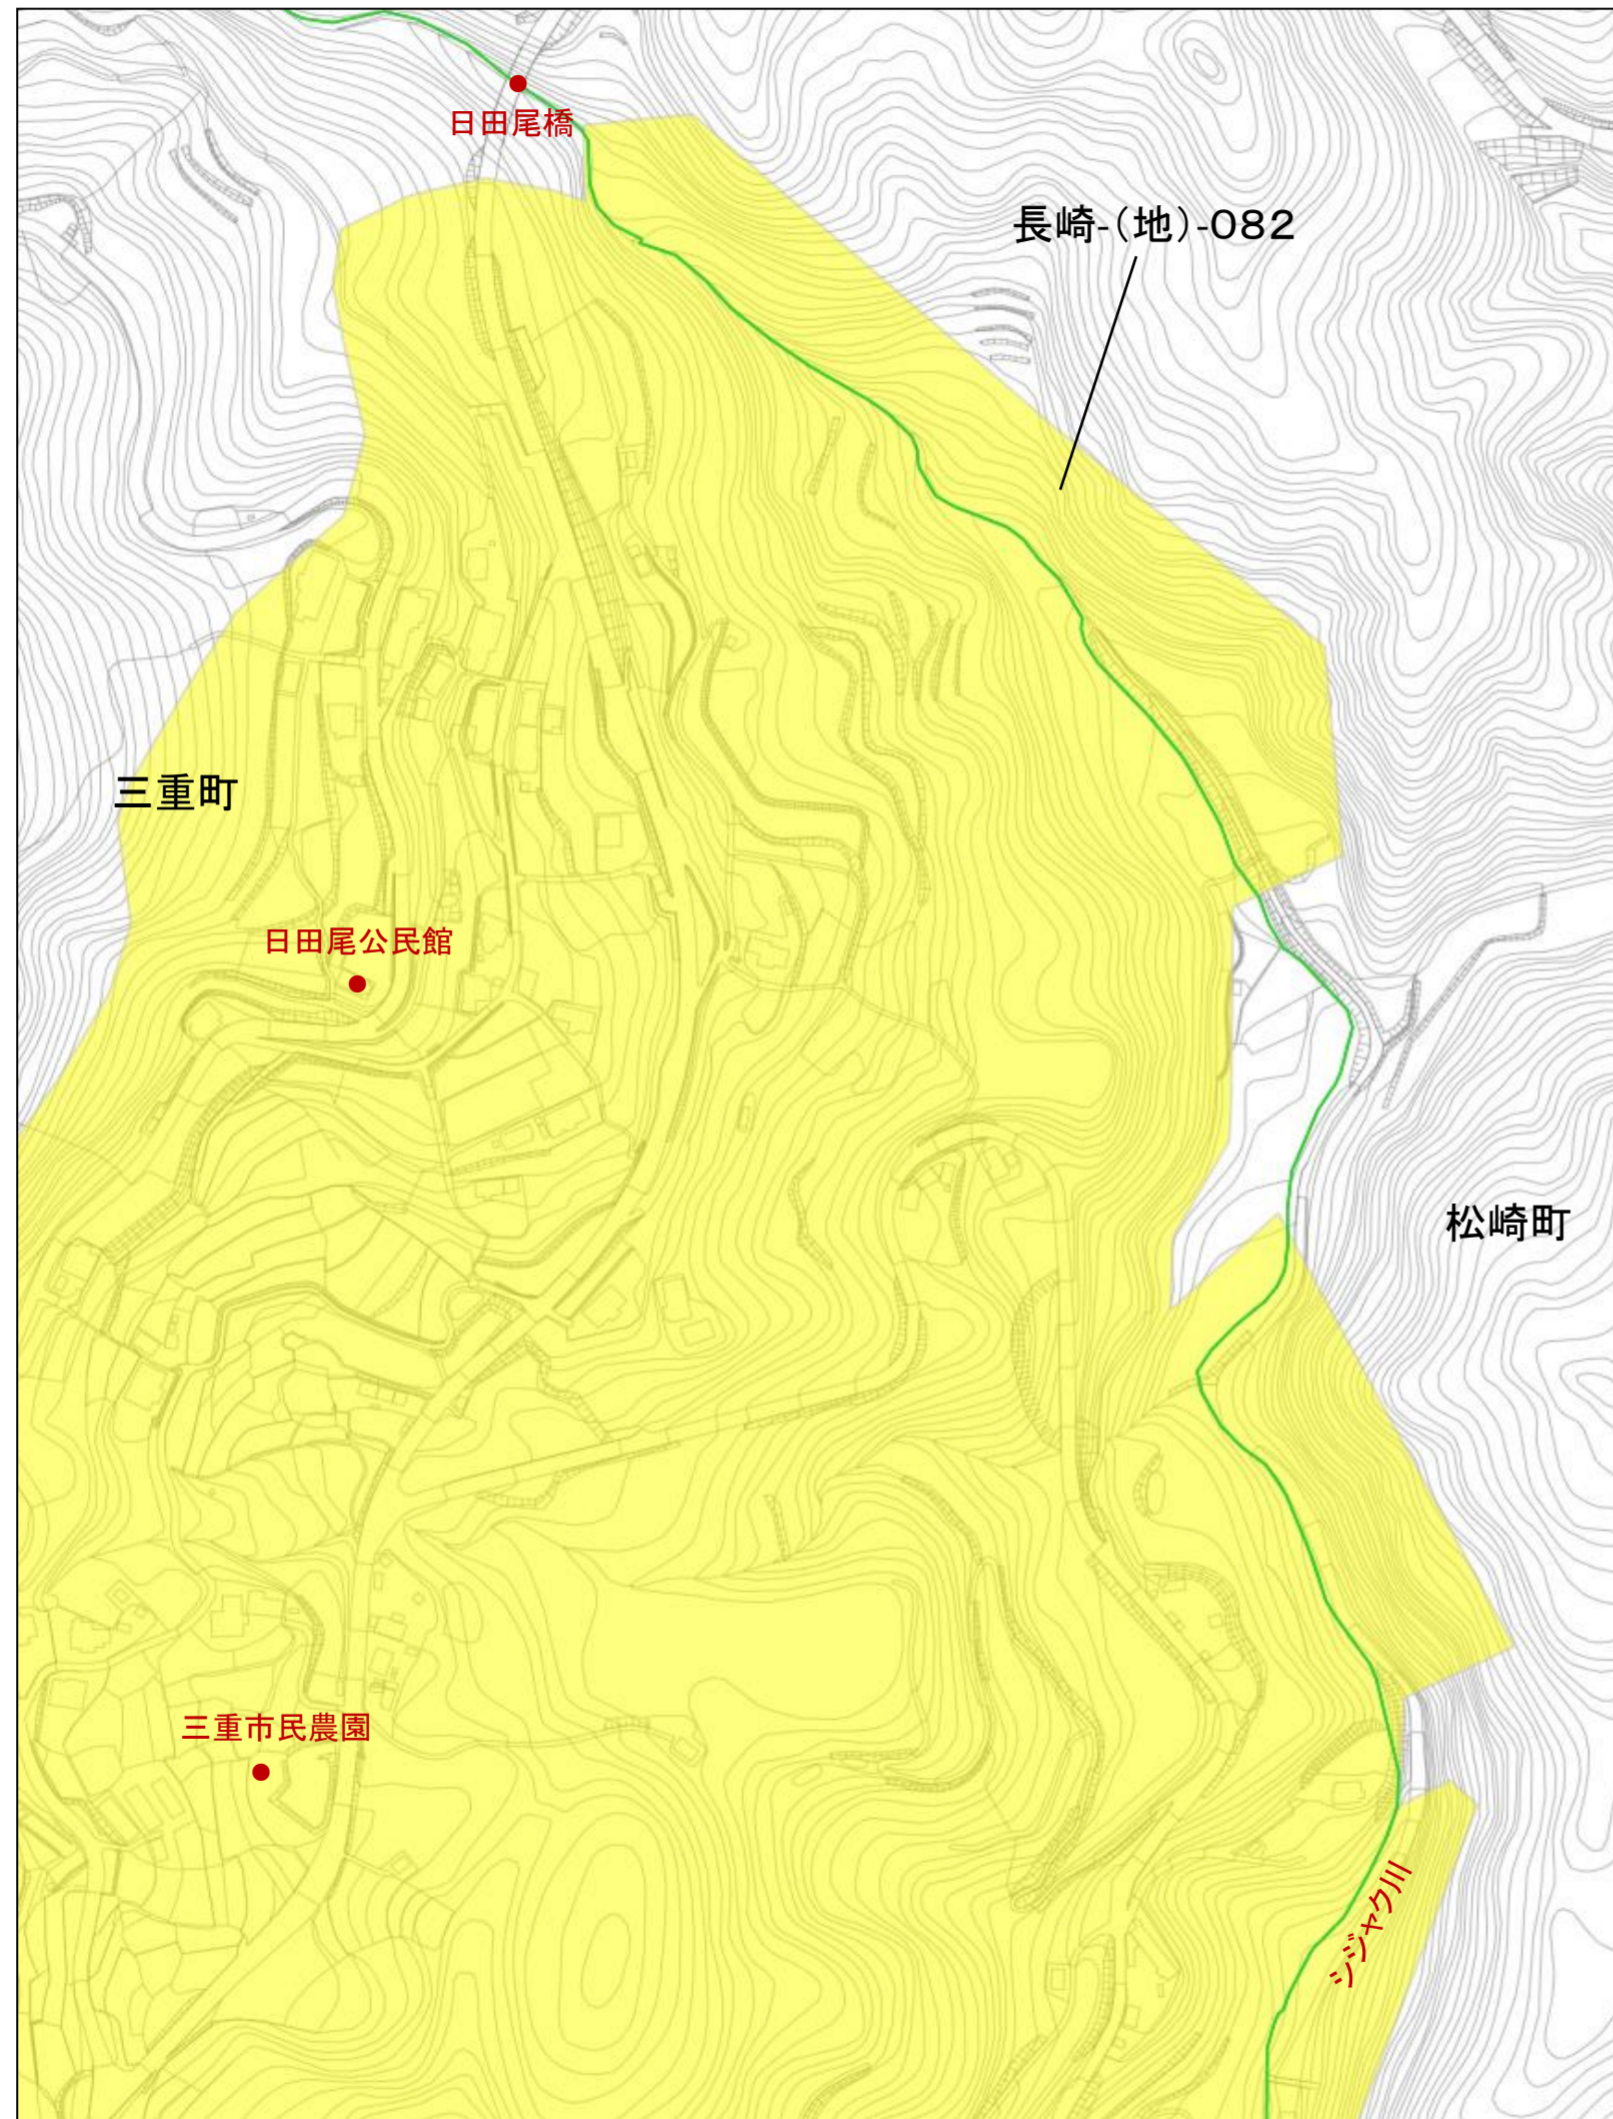 日田尾橋
長崎-(地)-082
三重町
日田尾公民館
松崎町
三重市民農園
シジャク川